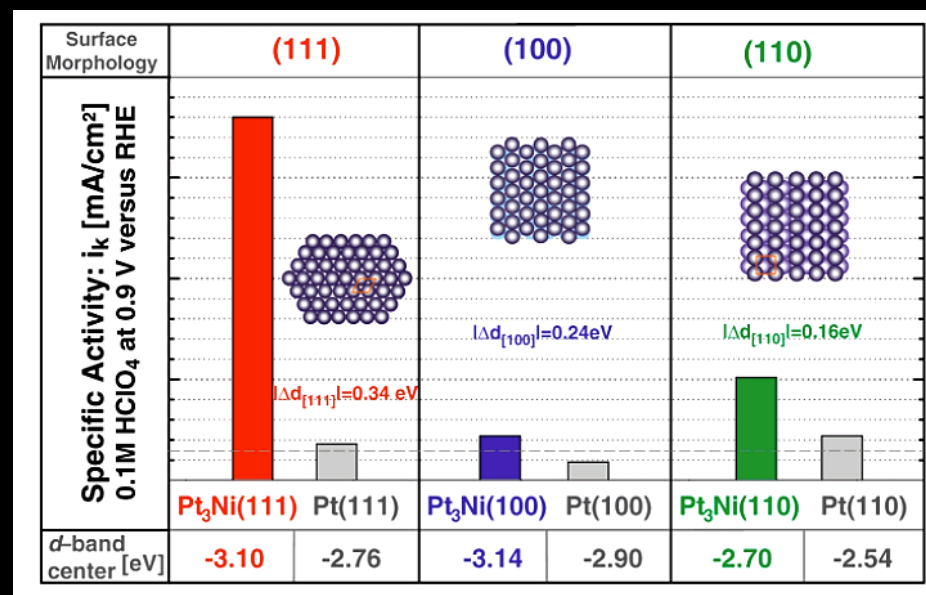 Surface
Morphology
(111)
(100)
(110)
Specific Activity: iₖ [mA/cm²]
0.1M HClO₄ at 0.9 V versus RHE
|Δd[111]|=0.34 eV
|Δd[100]|=0.24eV
|Δd[110]|=0.16eV
Pt₃Ni(111) Pt(111)
Pt₃Ni(100) Pt(100)
Pt₃Ni(110) Pt(110)
d-band
center [eV]
-3.10 -2.76 -3.14 -2.90 -2.70 -2.54